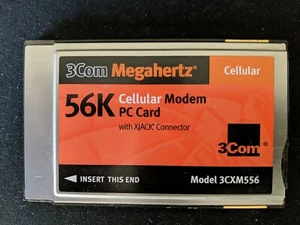 3Com Megahertz®
Cellular
56K Cellular Modem
PC Card
with XJACK® Connector
3Com®
INSERT THIS END
Model 3CXM556